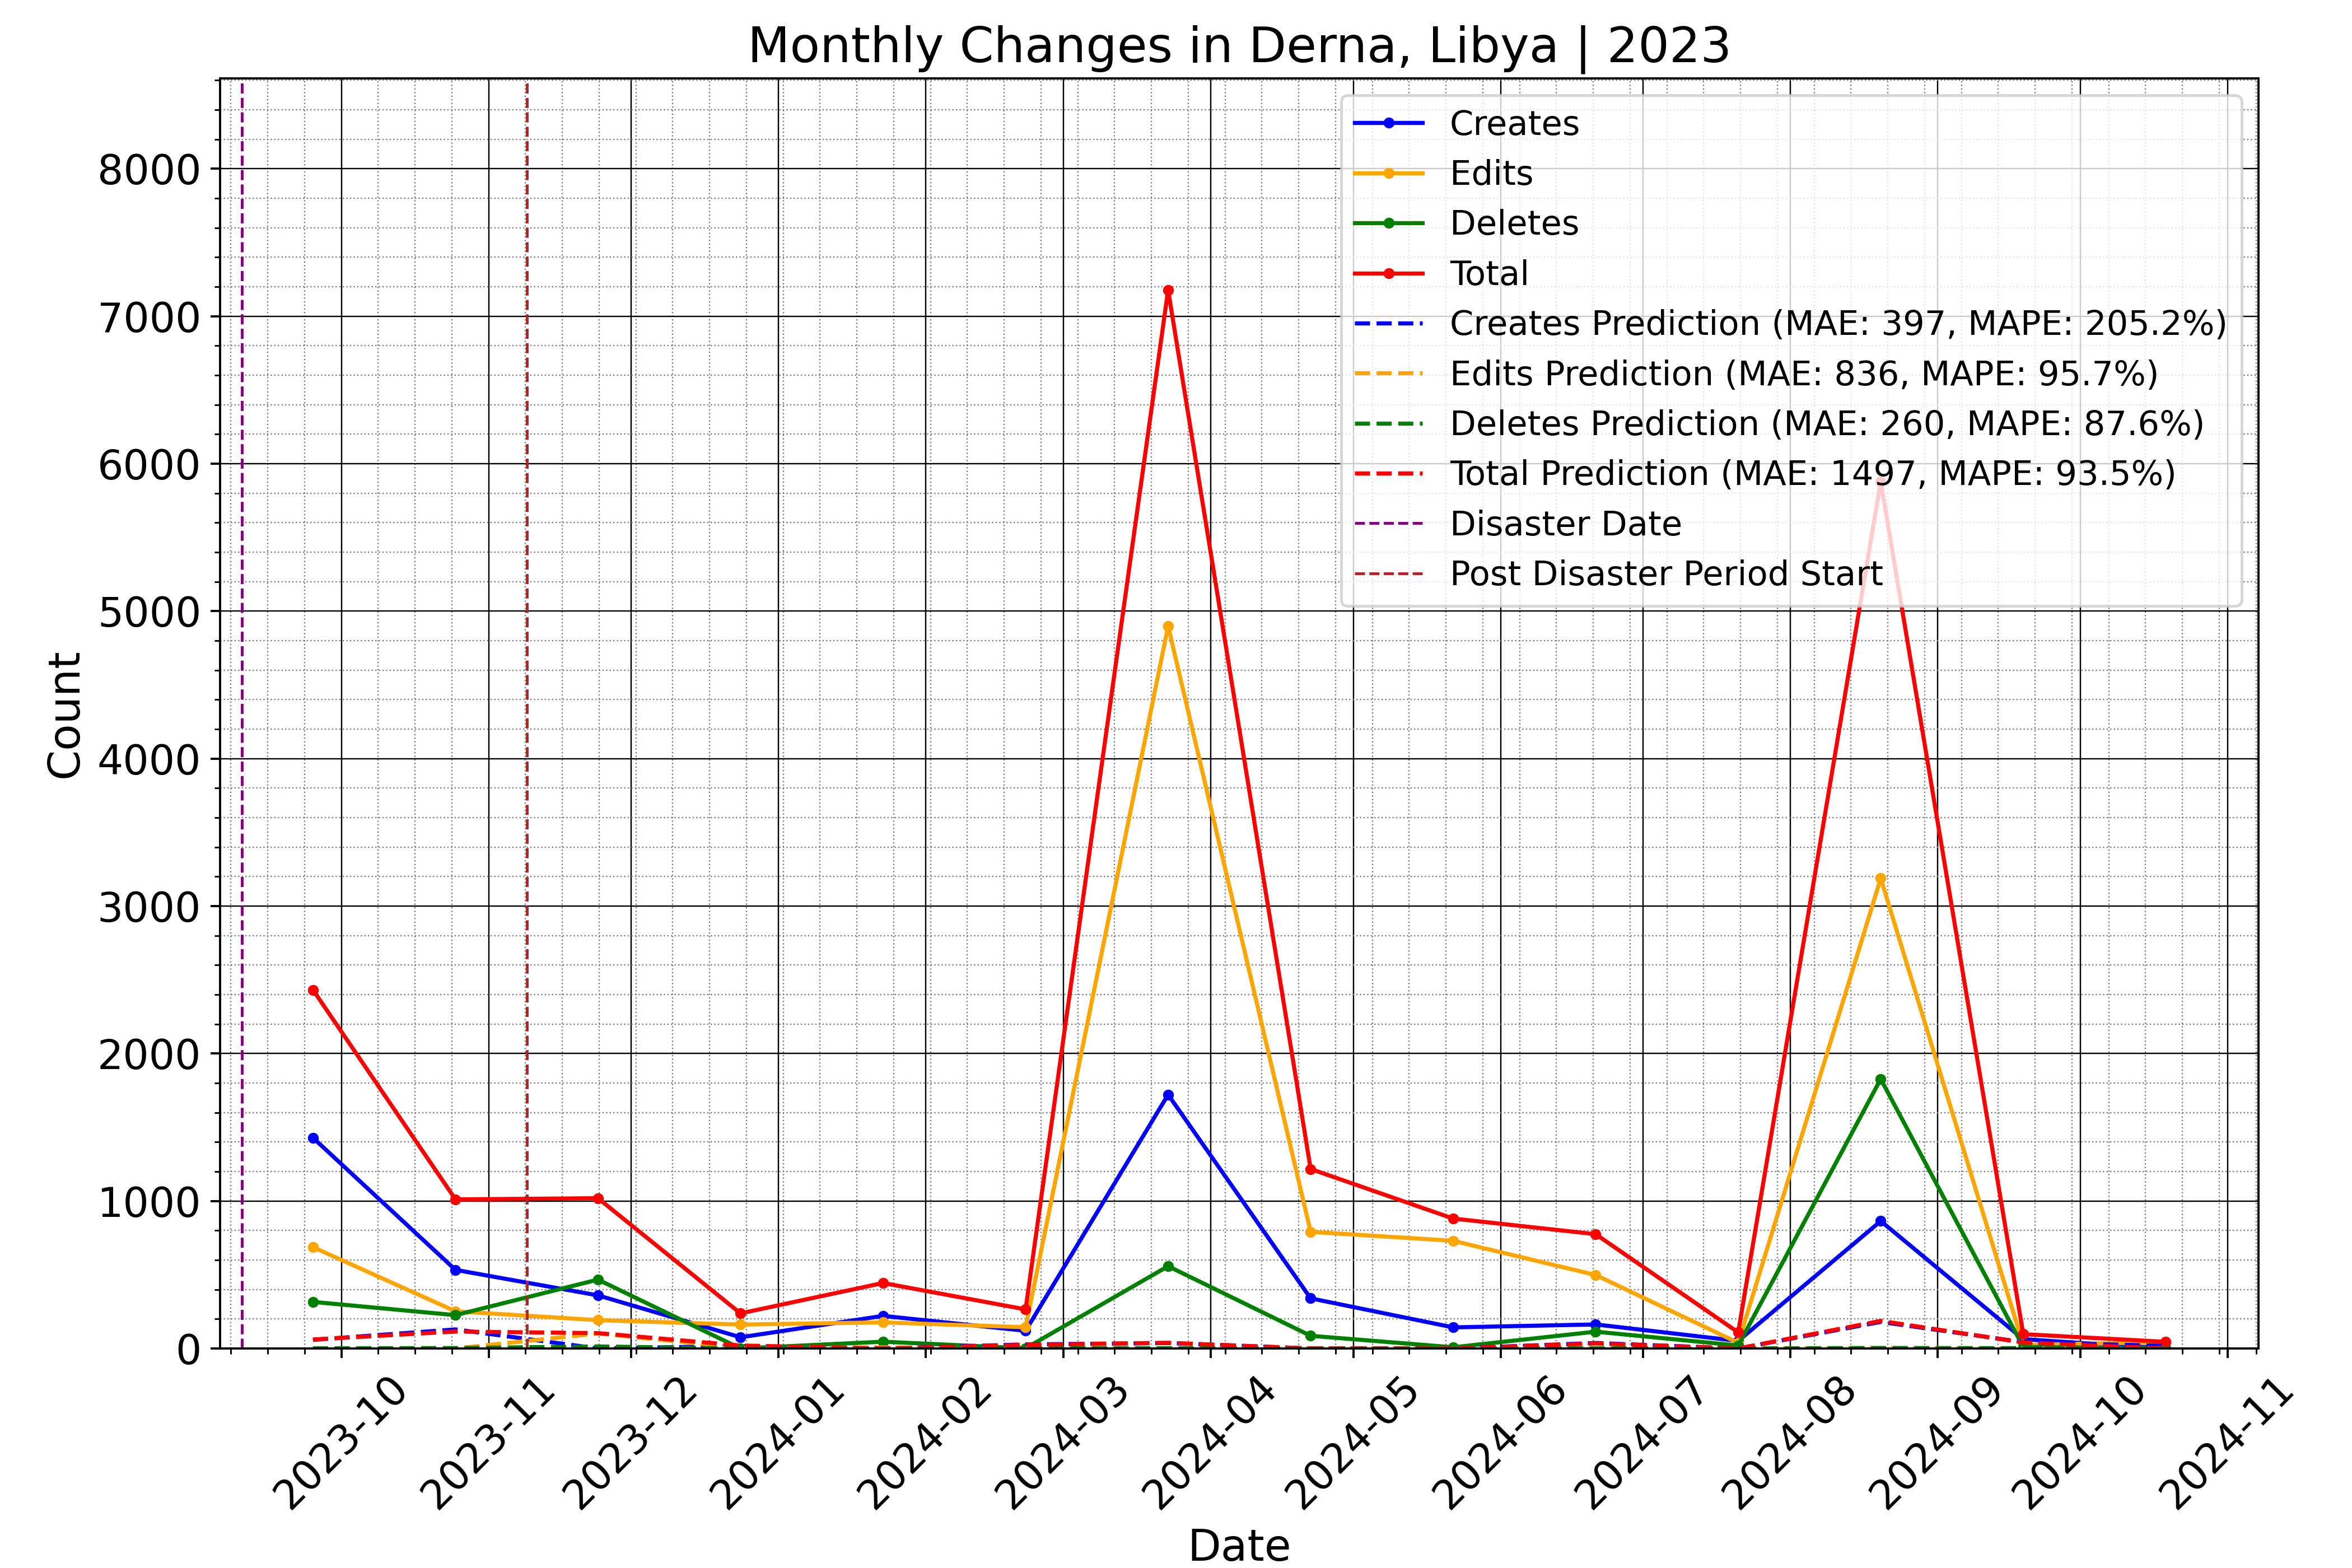 Monthly Changes in Derna, Libya | 2023
Creates
Edits
Deletes
Total
Creates Prediction (MAE: 397, MAPE: 205.2%)
Edits Prediction (MAE: 836, MAPE: 95.7%)
Deletes Prediction (MAE: 260, MAPE: 87.6%)
Total Prediction (MAE: 1497, MAPE: 93.5%)
Disaster Date
Post Disaster Period Start
8000
7000
6000
5000
4000
3000
2000
1000
0
Count
2023-10
2023-11
2023-12
2024-01
2024-02
2024-03
2024-04
2024-05
2024-06
2024-07
2024-08
2024-09
2024-10
2024-11
Date